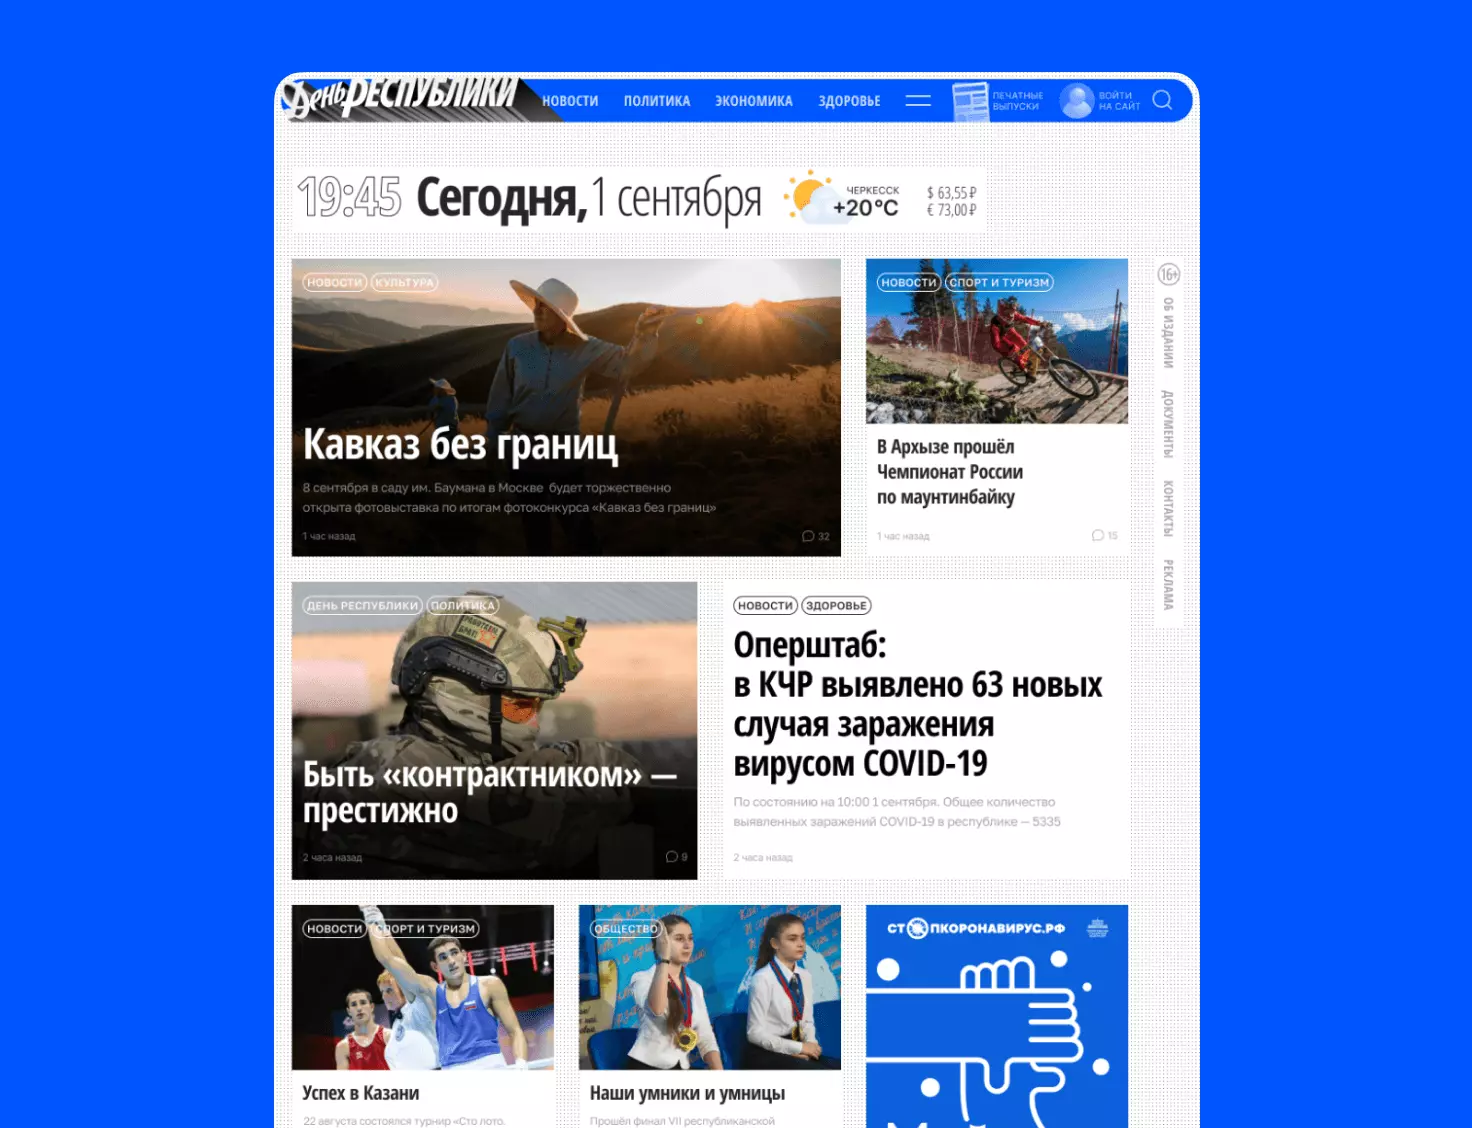 День РЕСПУБЛИКИ
НОВОСТИ
ПОЛИТИКА
ЭКОНОМИКА
ЗДОРОВЬЕ
ПЕЧАТНЫЕ
ВЫПУСКИ
ВОЙТИ
НА САЙТ
19:45 Сегодня, 1 сентября
ЧЕРКЕССК
+20°C
$ 63,55 ₽
€ 73,00 ₽
16+
ОБ ИЗДАНИИ
ДОКУМЕНТЫ
КОНТАКТЫ
РЕКЛАМА
НОВОСТИ КУЛЬТУРА
Кавказ без границ
8 сентября в саду им. Баумана в Москве будет торжественно
открыта фотовыставка по итогам фотоконкурса «Кавказ без границ»
1 час назад
32
НОВОСТИ СПОРТ И ТУРИЗМ
В Архызе прошёл
Чемпионат России
по маунтинбайку
1 час назад
15
ДЕНЬ РЕСПУБЛИКИ ПОЛИТИКА
РАБОТАЕМ
БРАТ
Быть «контрактником» —
престижно
2 часа назад
9
НОВОСТИ ЗДОРОВЬЕ
Оперштаб:
в КЧР выявлено 63 новых
случая заражения
вирусом COVID-19
По состоянию на 10:00 1 сентября. Общее количество
выявленных заражений COVID-19 в республике — 5335
2 часа назад
НОВОСТИ СПОРТ И ТУРИЗМ
Успех в Казани
22 августа состоялся турнир «Сто лото.
ОБЩЕСТВО
Наши умники и умницы
Прошёл финал VII республиканской
СТОПКОРОНАВИРУС.РФ